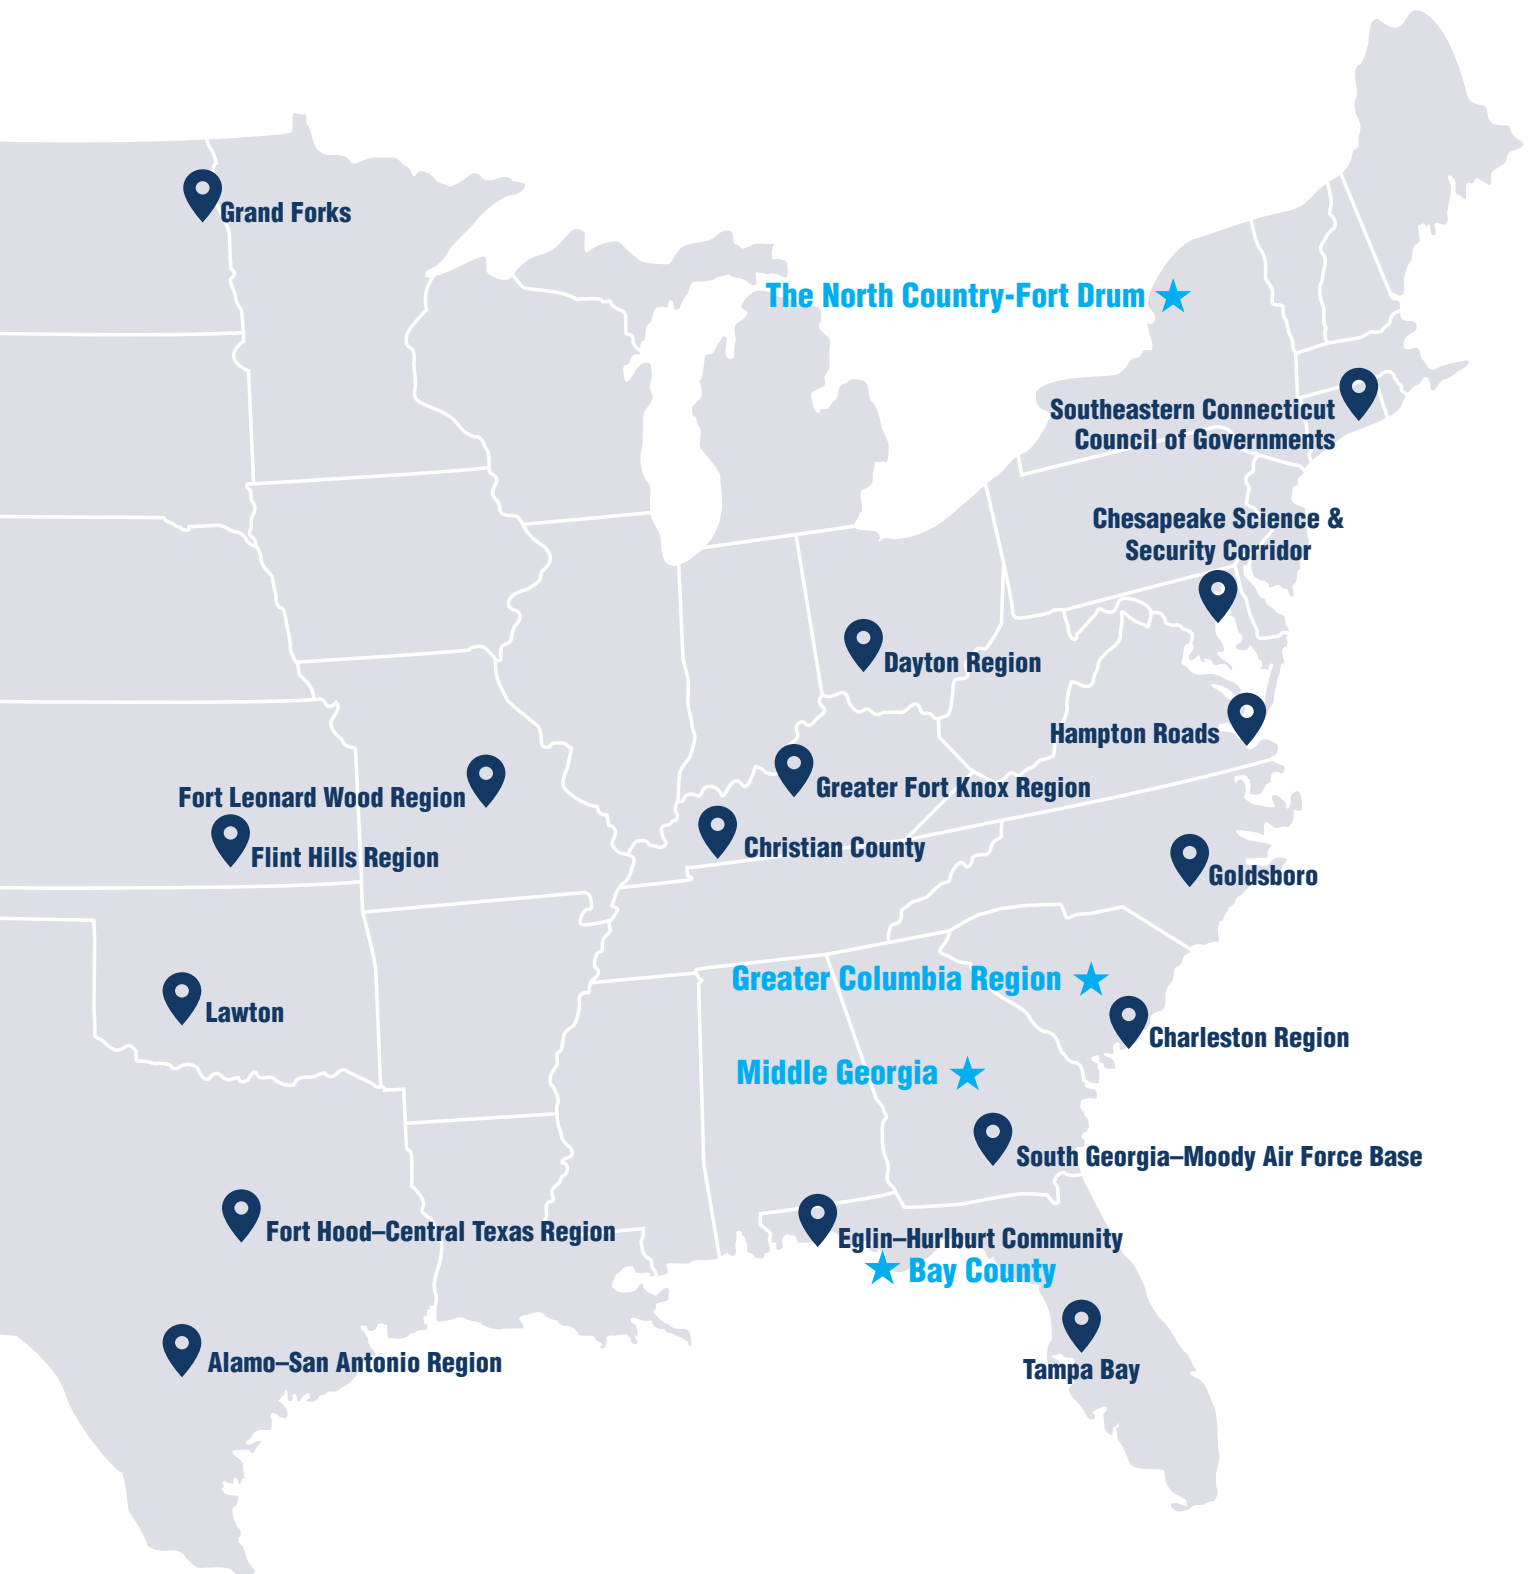 Grand Forks
The North Country-Fort Drum
Southeastern Connecticut
Council of Governments
Chesapeake Science &
Security Corridor
Dayton Region
Hampton Roads
Greater Fort Knox Region
Fort Leonard Wood Region
Christian County
Flint Hills Region
Goldsboro
Greater Columbia Region
Lawton
Charleston Region
Middle Georgia
South Georgia–Moody Air Force Base
Fort Hood–Central Texas Region
Eglin–Hurlburt Community
Bay County
Alamo–San Antonio Region
Tampa Bay